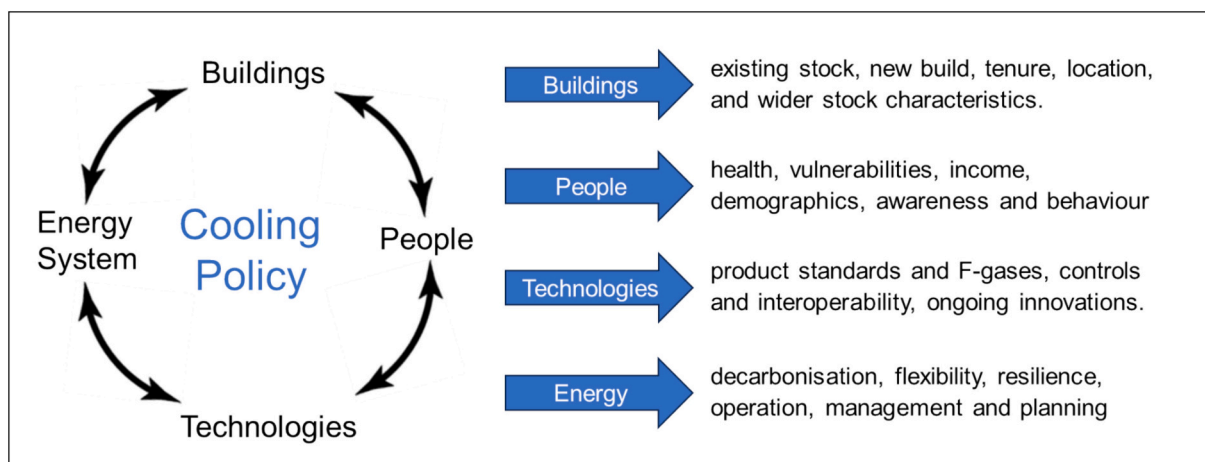 Buildings
People
Technologies
Energy
System
Cooling
Policy
Buildings
existing stock, new build, tenure, location,
and wider stock characteristics.
People
health, vulnerabilities, income,
demographics, awareness and behaviour
Technologies
product standards and F-gases, controls
and interoperability, ongoing innovations.
Energy
decarbonisation, flexibility, resilience,
operation, management and planning